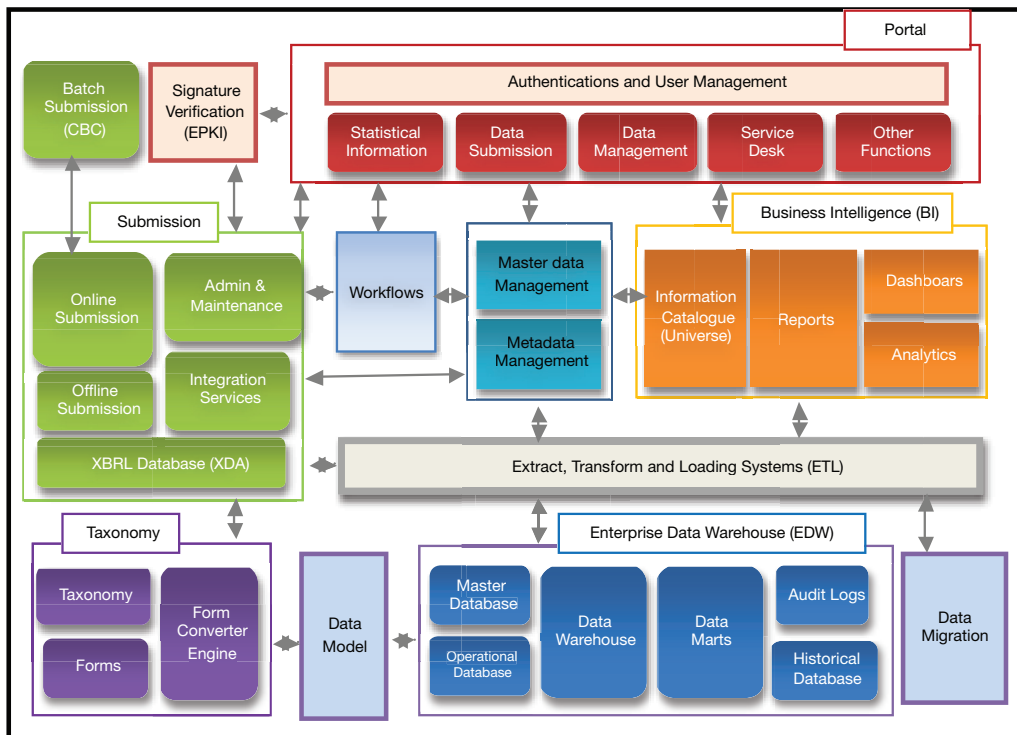 Portal
Batch
Submission
(CBC)
Signature
Verification
(EPKI)
Authentications and User Management
Statistical
Information
Data
Submission
Data
Management
Service
Desk
Other
Functions
Submission
Business Intelligence (BI)
Online
Submission
Admin &
Maintenance
Offline
Submission
Integration
Services
XBRL Database (XDA)
Workflows
Master data
Management
Metadata
Management
Information
Catalogue
(Universe)
Reports
Dashboars
Analytics
Extract, Transform and Loading Systems (ETL)
Taxonomy
Enterprise Data Warehouse (EDW)
Taxonomy
Forms
Form
Converter
Engine
Data
Model
Master
Database
Operational
Database
Data
Warehouse
Data
Marts
Audit Logs
Historical
Database
Data
Migration